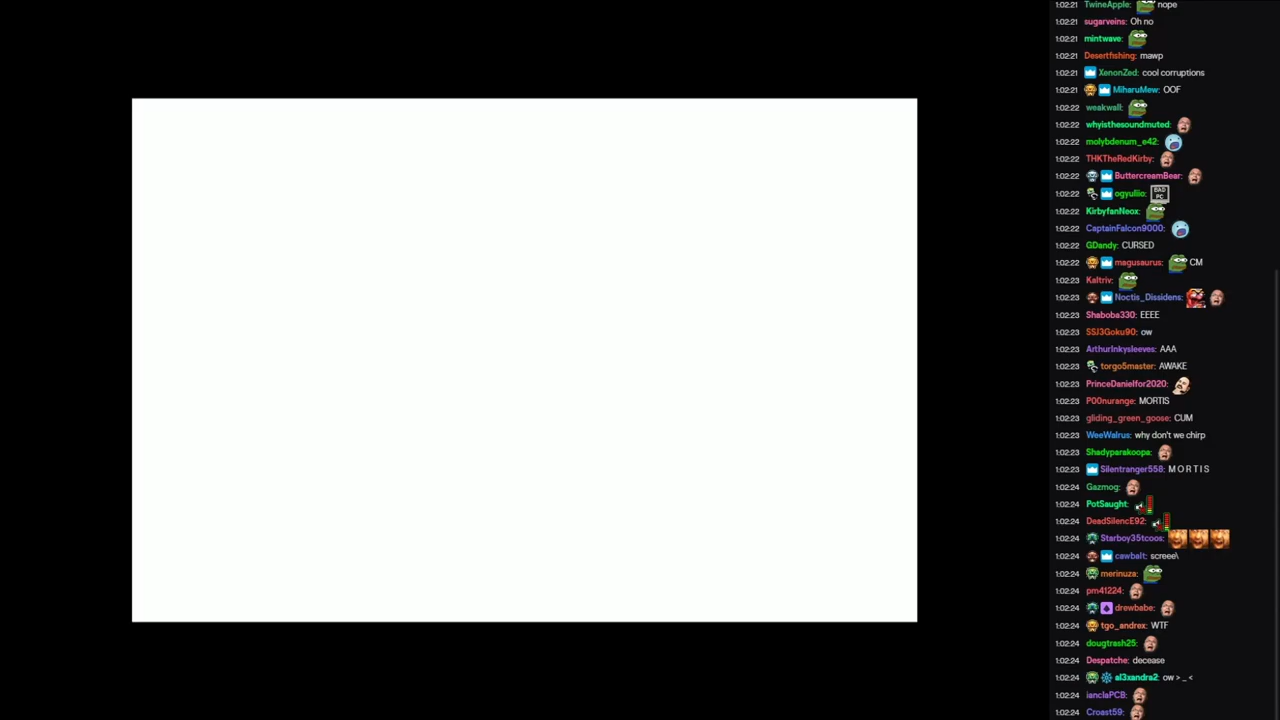 1:02:21 TwineApple: nope
1:02:21 sugarveins: Oh no
1:02:21 mintwave:
1:02:21 Desertfishing: mawp
1:02:21 XenonZed: cool corruptions
1:02:21 MiharuMew: OOF
1:02:22 weakwall:
1:02:22 whyisthesoundmuted:
1:02:22 molybdenum_e42:
1:02:22 THKTheRedKirby:
1:02:22 ButtercreamBear:
1:02:22 ogyuliio: BAD PC
1:02:22 KirbyfanNeox:
1:02:22 CaptainFalcon9000:
1:02:22 GDandy: CURSED
1:02:22 magusaurus: CM
1:02:23 Kaltriv:
1:02:23 Noctis_Dissidens:
1:02:23 Shaboba330: EEEE
1:02:23 SSJ3Goku90: ow
1:02:23 ArthurInkysleeves: AAA
1:02:23 torgo5master: AWAKE
1:02:23 PrinceDanielfor2020:
1:02:23 P00nurange: MORTIS
1:02:23 gliding_green_goose: CUM
1:02:23 WeeWalrus: why don't we chirp
1:02:23 Shadyparakoopa:
1:02:23 Silentranger558: M O R T I S
1:02:24 Gazmog:
1:02:24 PotSaught:
1:02:24 DeadSilencE92:
1:02:24 Starboy35tcoos:
1:02:24 cawbalt: screee\
1:02:24 merinuza:
1:02:24 pm41224:
1:02:24 drewbabe:
1:02:24 tgo_andrex: WTF
1:02:24 dougtrash25:
1:02:24 Despatche: decease
1:02:24 al3xandra2: ow > _ <
1:02:24 ianclaPCB:
1:02:24 Croast59: